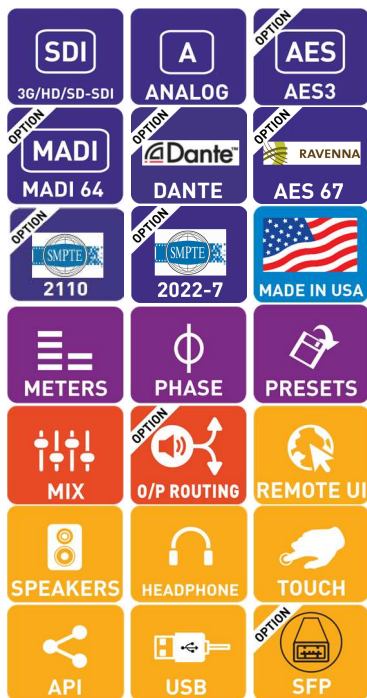 SDI
3G/HD/SD-SDI
A
ANALOG
OPTION
AES
AES3
OPTION
MADI
MADI 64
OPTION
Dante™
DANTE
OPTION
RAVENNA
AES 67
OPTION
SMPTE
2110
OPTION
SMPTE
2022-7
MADE IN USA
METERS
PHASE
PRESETS
MIX
OPTION
O/P ROUTING
REMOTE UI
SPEAKERS
HEADPHONE
TOUCH
API
USB
OPTION
SFP